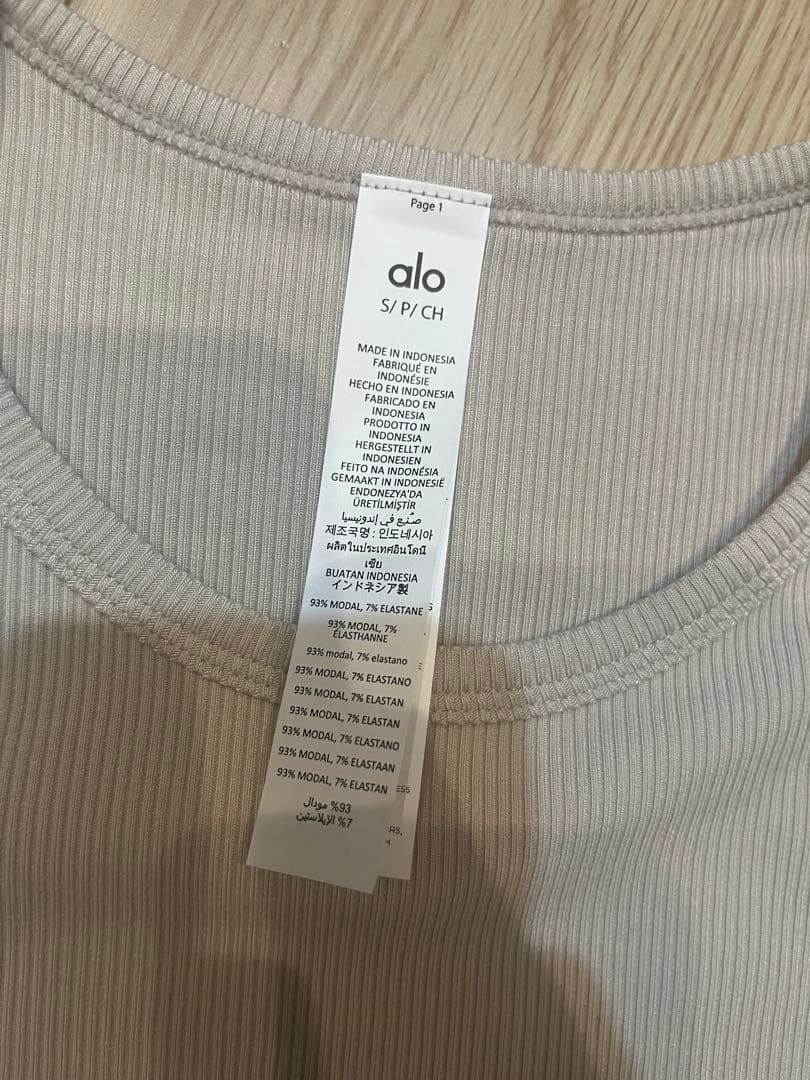 Page 1
alo
S/ P/ CH
MADE IN INDONESIA
FABRIQUÉ EN
INDONÉSIE
HECHO EN INDONESIA
FABRICADO EN
INDONESIA
PRODOTTO IN
INDONESIA
HERGESTELLT IN
INDONESIEN
FEITO NA INDONÉSIA
GEMAAKT IN INDONESIË
ENDONEZYA'DA
ÜRETİLMİŞTİR
صُنِع في إندونيسيا
제조국명 : 인도네시아
ผลิตในประเทศอินโดนี
เซีย
BUATAN INDONESIA
インドネシア製
93% MODAL, 7% ELASTANE
93% MODAL, 7%
ÉLASTHANNE
93% modal, 7% elastano
93% MODAL, 7% ELASTANO
93% MODAL, 7% ELASTAN
93% MODAL, 7% ELASTAN
93% MODAL, 7% ELASTANO
93% MODAL, 7% ELASTAAN
93% MODAL, 7% ELASTAN
93% مودال
7% الإيلاستين